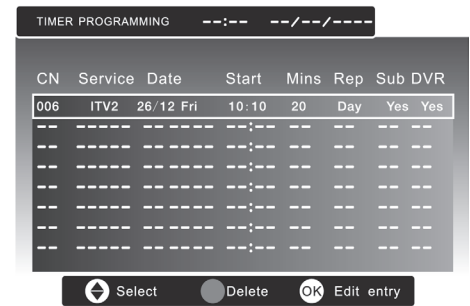 TIMER PROGRAMMING --:-- --/--/----
CN Service Date Start Mins Rep Sub DVR
006 ITV2 26/12 Fri 10:10 20 Day Yes Yes
-- ----- -- ----- --:-- -- -- -- --
-- ----- -- ----- --:-- -- -- -- --
-- ----- -- ----- --:-- -- -- -- --
-- ----- -- ----- --:-- -- -- -- --
-- ----- -- ----- --:-- -- -- -- --
-- ----- -- ----- --:-- -- -- -- --
-- ----- -- ----- --:-- -- -- -- --
Select Delete OK Edit entry